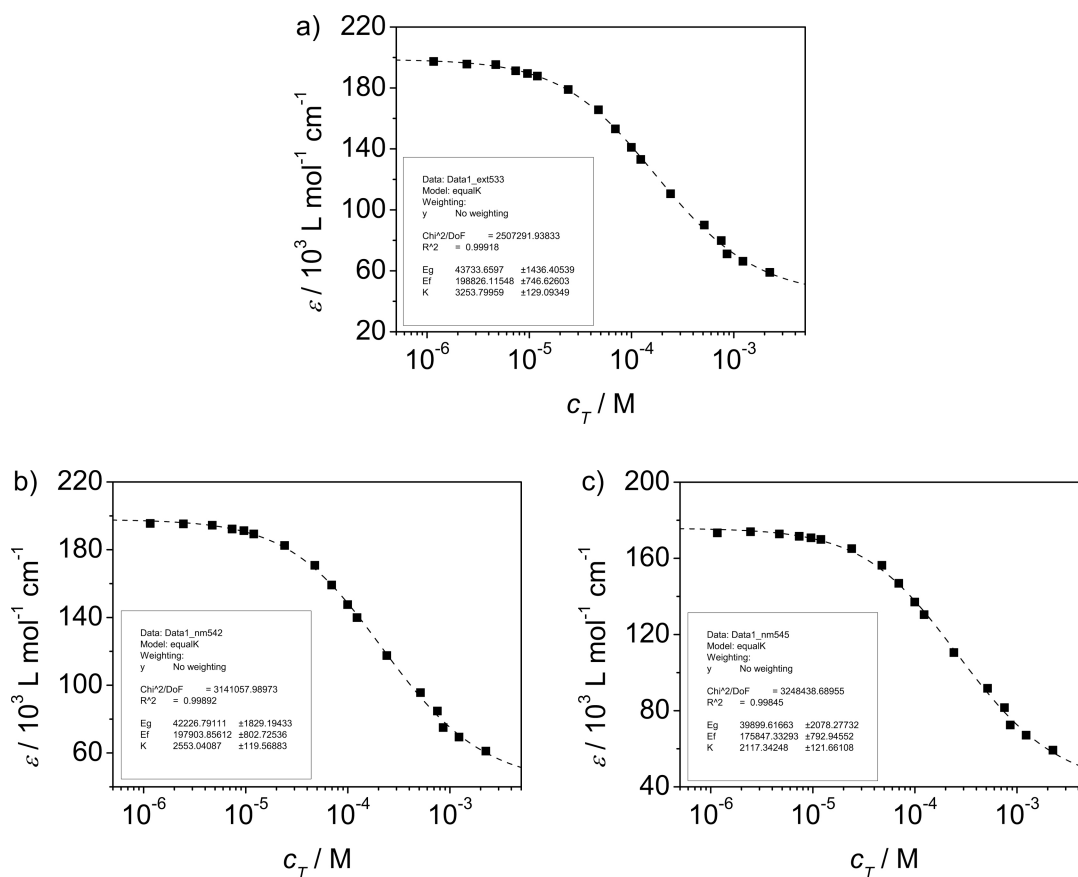 a)
220
180
140
100
60
20
ε / 10³ L mol⁻¹ cm⁻¹
Data: Data1_ext533
Model: equalK
Weighting:
y No weighting
Chi^2/DoF = 2507291.93833
R^2 = 0.99918
Eg 43733.6597 ±1436.40539
Ef 198826.11548 ±746.62603
K 3253.79959 ±129.09349
10⁻⁶ 10⁻⁵ 10⁻⁴ 10⁻³
c_T / M
b)
220
180
140
100
60
ε / 10³ L mol⁻¹ cm⁻¹
Data: Data1_nm542
Model: equalK
Weighting:
y No weighting
Chi^2/DoF = 3141057.98973
R^2 = 0.99892
Eg 42226.79111 ±1829.19433
Ef 197903.85612 ±802.72536
K 2553.04087 ±119.56883
10⁻⁶ 10⁻⁵ 10⁻⁴ 10⁻³
c_T / M
c)
200
160
120
80
40
ε / 10³ L mol⁻¹ cm⁻¹
Data: Data1_nm545
Model: equalK
Weighting:
y No weighting
Chi^2/DoF = 3248438.68955
R^2 = 0.99845
Eg 39899.61663 ±2078.27732
Ef 175847.33293 ±792.94552
K 2117.34248 ±121.66108
10⁻⁶ 10⁻⁵ 10⁻⁴ 10⁻³
c_T / M